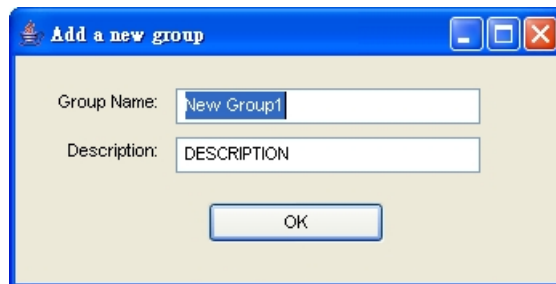 Add a new group
Group Name: New Group1
Description: DESCRIPTION
OK